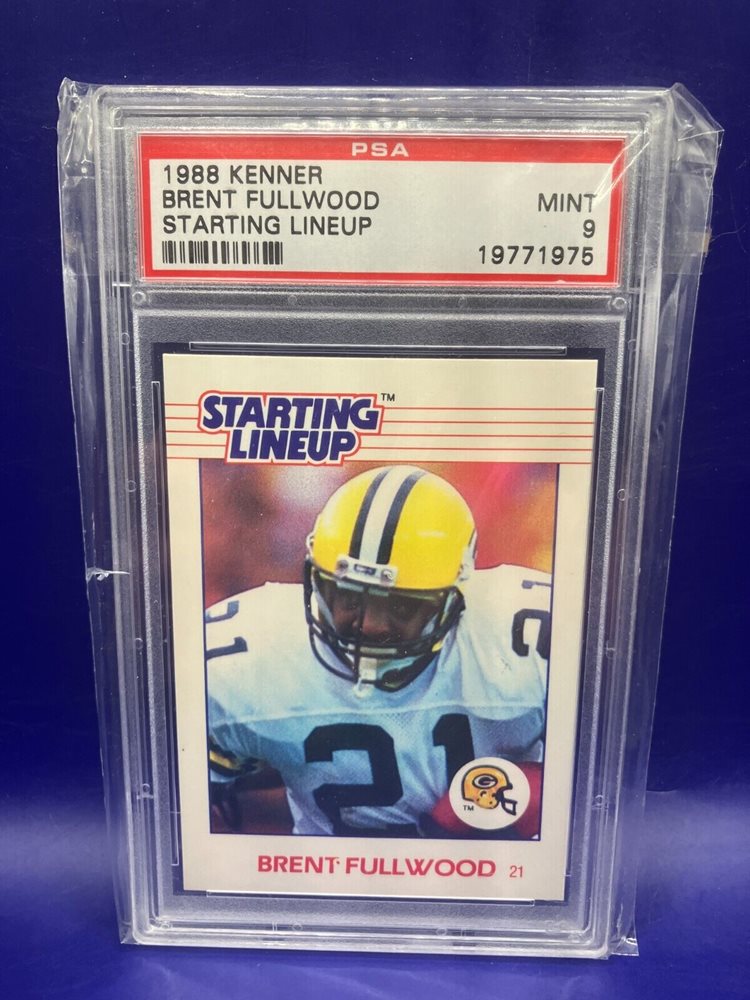 PSA
1988 KENNER
BRENT FULLWOOD MINT
STARTING LINEUP 9
19771975
STARTING TM
LINEUP
21 21
21
G
TM
BRENT FULLWOOD 21